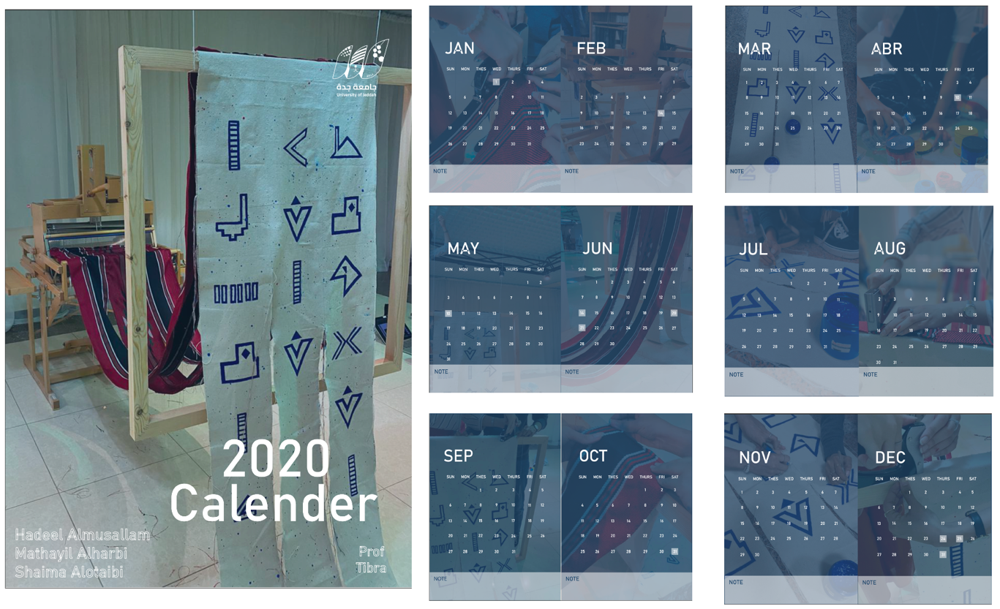 جامعة جدة
University of Jeddah
2020
Calender
Hadeel Almusallam
Mathayil Alharbi
Shaima Alotaibi
Prof
Tibra
JAN
SUN MON THES WED THURS FRI SAT
1 2 3 4
5 6 7 8 9 10 11
12 13 14 15 16 17 18
19 20 21 22 23 24 25
26 27 28 29 30 31
NOTE
FEB
SUN MON THES WED THURS FRI SAT
1
2 3 4 5 6 7 8
9 10 11 12 13 14 15
16 17 18 19 20 21 22
23 24 25 26 27 28 29
NOTE
MAR
SUN MON THES WED THURS FRI SAT
1 2 3 4 5 6 7
8 9 10 11 12 13 14
15 16 17 18 19 20 21
22 23 24 25 26 27 28
29 30 31
NOTE
ABR
SUN MON THES WED THURS FRI SAT
1 2 3 4
5 6 7 8 9 10 11
12 13 14 15 16 17 18
19 20 21 22 23 24 25
26 27 28 29 30
NOTE
MAY
SUN MON THES WED THURS FRI SAT
1 2
3 4 5 6 7 8 9
10 11 12 13 14 15 16
17 18 19 20 21 22 23
24 25 26 27 28 29 30
31
NOTE
JUN
SUN MON THES WED THURS FRI SAT
1 2 3 4 5 6
7 8 9 10 11 12 13
14 15 16 17 18 19 20
21 22 23 24 25 26 27
28 29 30
NOTE
JUL
SUN MON THES WED THURS FRI SAT
1 2 3 4
5 6 7 8 9 10 11
12 13 14 15 16 17 18
19 20 21 22 23 24 25
26 27 28 29 30 31
NOTE
AUG
SUN MON THES WED THURS FRI SAT
1
2 3 4 5 6 7 8
9 10 11 12 13 14 15
16 17 18 19 20 21 22
23 24 25 26 27 28 29
30 31
NOTE
SEP
SUN MON THES WED THURS FRI SAT
1 2 3 4 5
6 7 8 9 10 11 12
13 14 15 16 17 18 19
20 21 22 23 24 25 26
27 28 29 30 31
NOTE
OCT
SUN MON THES WED THURS FRI SAT
1 2 3
4 5 6 7 8 9 10
11 12 13 14 15 16 17
18 19 20 21 22 23 24
25 26 27 28 29 30 31
NOTE
NOV
SUN MON THES WED THURS FRI SAT
1 2 3 4 5 6 7
8 9 10 11 12 13 14
15 16 17 18 19 20 21
22 23 24 25 26 27 28
29 30
NOTE
DEC
SUN MON THES WED THURS FRI SAT
1 2 3 4 5
6 7 8 9 10 11 12
13 14 15 16 17 18 19
20 21 22 23 24 25 26
27 28 29 30 31
NOTE